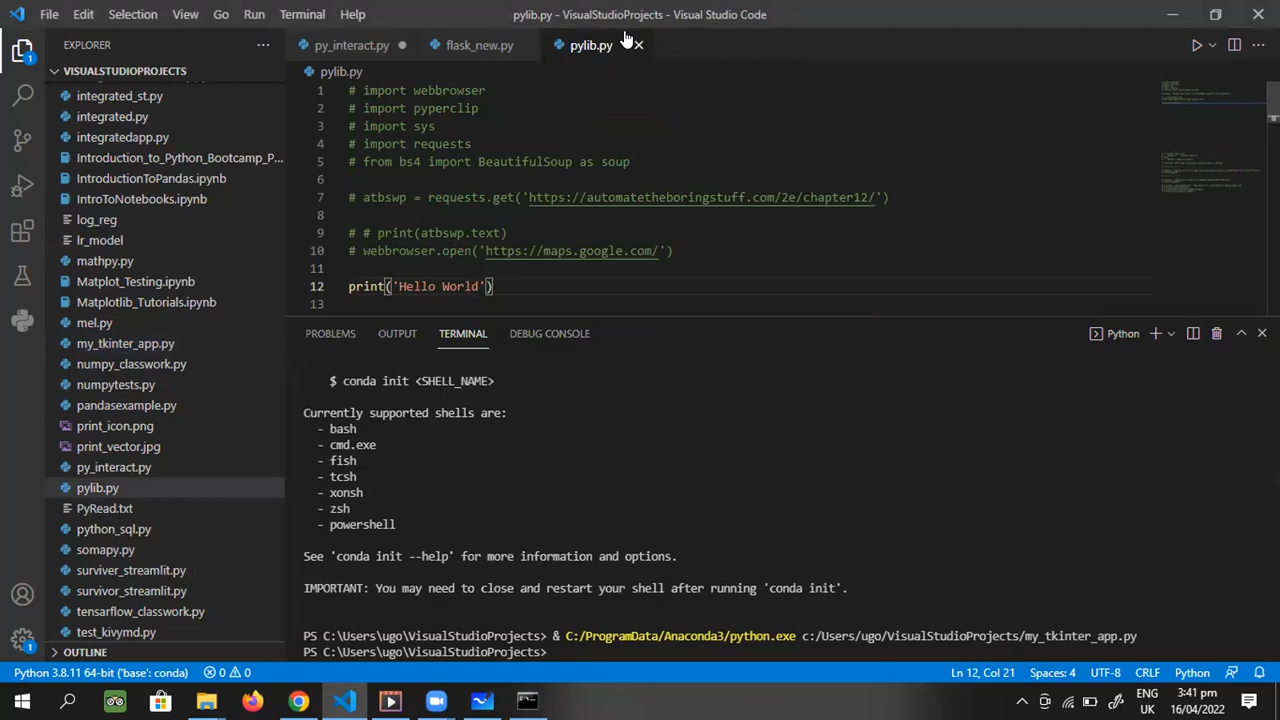 File Edit Selection View Go Run Terminal Help
pylib.py - VisualStudioProjects - Visual Studio Code
EXPLORER
1
VISUALSTUDIOPROJECTS
integrated_st.py
integrated.py
integratedapp.py
Introduction_to_Python_Bootcamp_P...
IntroductionToPandas.ipynb
IntroToNotebooks.ipynb
log_reg
lr_model
mathpy.py
Matplot_Testing.ipynb
Matplotlib_Tutorials.ipynb
mel.py
my_tkinter_app.py
numpy_classwork.py
numpytests.py
pandasexample.py
print_icon.png
print_vector.jpg
py_interact.py
pylib.py
PyRead.txt
python_sql.py
somapy.py
surviver_streamlit.py
survivor_streamlit.py
tensarflow_classwork.py
test_kivymd.py
OUTLINE
1
py_interact.py flask_new.py pylib.py
pylib.py
1 # import webbrowser
2 # import pyperclip
3 # import sys
4 # import requests
5 # from bs4 import BeautifulSoup as soup
6
7 # atbswp = requests.get('https://automatetheboringstuff.com/2e/chapter12/')
8
9 # # print(atbswp.text)
10 # webbrowser.open('https://maps.google.com/')
11
12 print('Hello World')
13
PROBLEMS OUTPUT TERMINAL DEBUG CONSOLE
Python
$ conda init <SHELL_NAME>
Currently supported shells are:
- bash
- cmd.exe
- fish
- tcsh
- xonsh
- zsh
- powershell
See 'conda init --help' for more information and options.
IMPORTANT: You may need to close and restart your shell after running 'conda init'.
PS C:\Users\ugo\VisualStudioProjects> & C:/ProgramData/Anaconda3/python.exe c:/Users/ugo/VisualStudioProjects/my_tkinter_app.py
PS C:\Users\ugo\VisualStudioProjects>
Python 3.8.11 64-bit ('base': conda) 0 0 Ln 12, Col 21 Spaces: 4 UTF-8 CRLF Python
ENG
UK
3:41 pm
16/04/2022